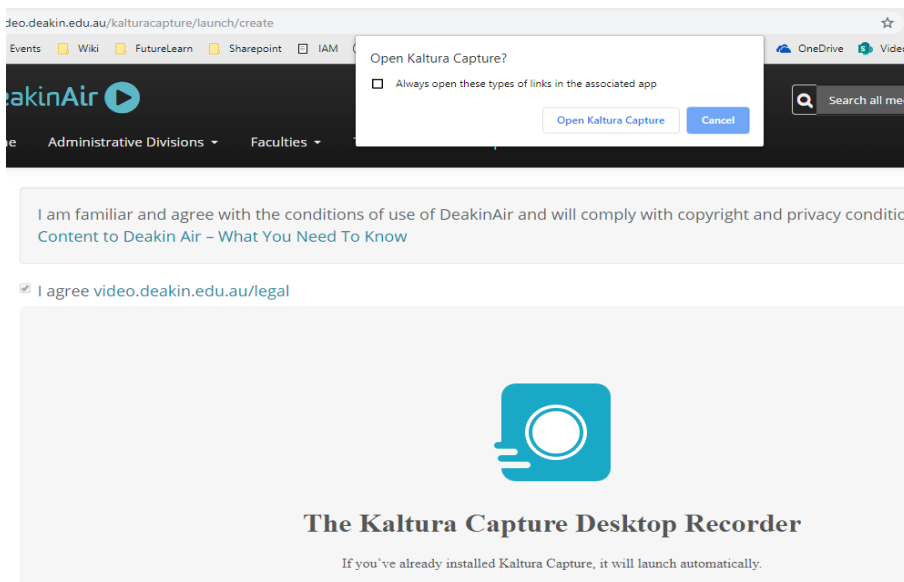 deo.deakin.edu.au/kalturacapture/launch/create
Events Wiki FutureLearn Sharepoint IAM OneDrive Vide
Open Kaltura Capture?
Always open these types of links in the associated app
Open Kaltura Capture Cancel
eakinAir
Search all me
e Administrative Divisions Faculties
I am familiar and agree with the conditions of use of DeakinAir and will comply with copyright and privacy conditio
Content to Deakin Air – What You Need To Know
I agree video.deakin.edu.au/legal
The Kaltura Capture Desktop Recorder
If you`ve already installed Kaltura Capture, it will launch automatically.